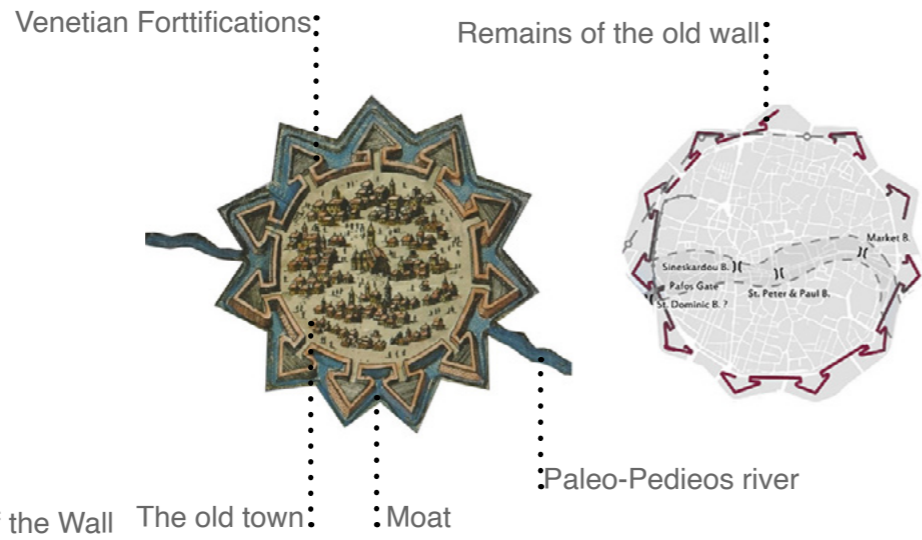 Venetian Forttifications
Remains of the old wall
Market B.
Sineskardou B.
Pafos Gate
St. Peter & Paul B.
St. Dominic B. ?
Paleo-Pedieos river
the Wall
The old town
Moat